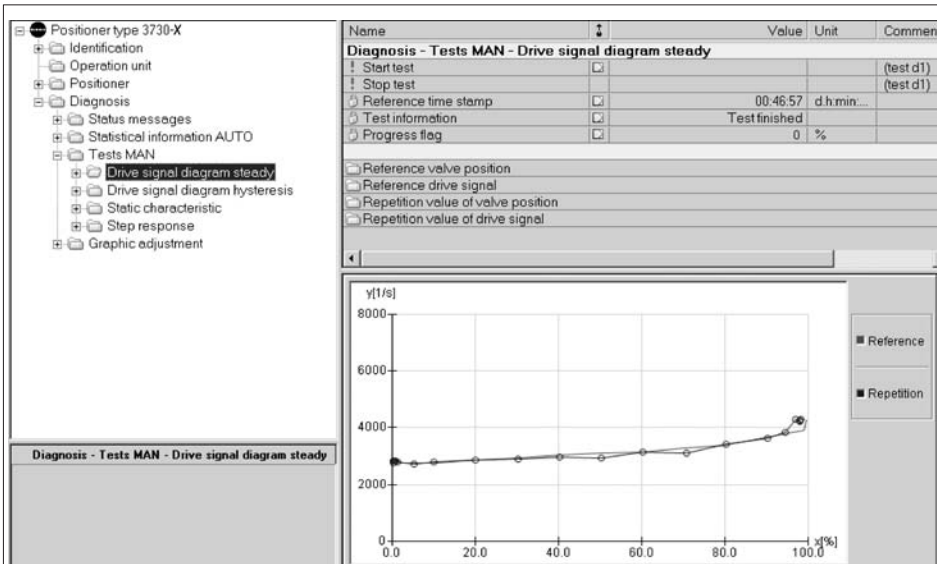 Positioner type 3730-X
Identification
Operation unit
Positioner
Diagnosis
Status messages
Statistical information AUTO
Tests MAN
Drive signal diagram steady
Drive signal diagram hysteresis
Static characteristic
Step response
Graphic adjustment
Diagnosis - Tests MAN - Drive signal diagram steady
Name Value Unit Commen
Diagnosis - Tests MAN - Drive signal diagram steady
! Start test (test d1)
! Stop test (test d1)
Reference time stamp 00:46:57 d.h:min:...
Test information Test finished
Progress flag 0 %
Reference valve position
Reference drive signal
Repetition value of valve position
Repetition value of drive signal
y[1/s]
8000
6000
4000
2000
0
0.0 20.0 40.0 60.0 80.0 100.0 x[%]
Reference
Repetition